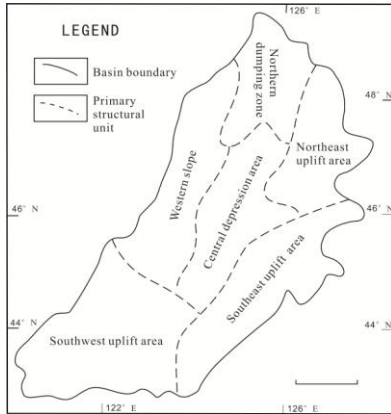 126° E
LEGEND
Basin boundary
Primary
structural
unit
Northern
dumping zone
48° N
Northeast
uplift area
Western slope
Central depression area
46° N
46° N
Southeast uplift area
44° N
44° N
Southwest uplift area
122° E
126° E